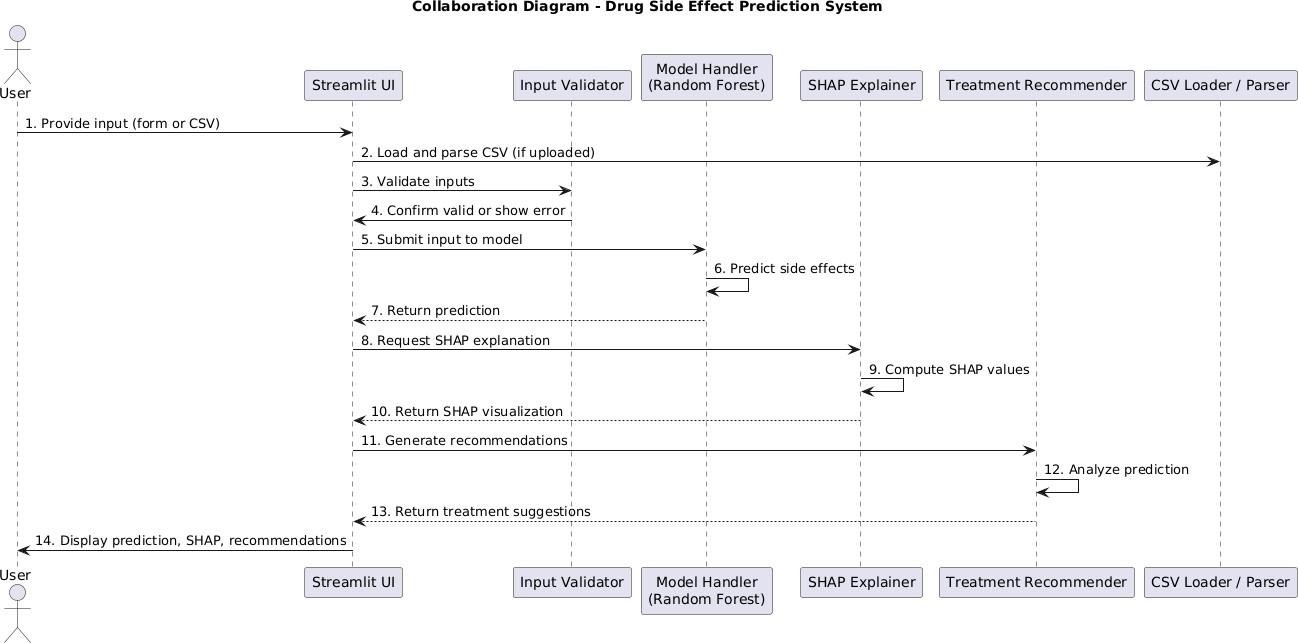 Collaboration Diagram - Drug Side Effect Prediction System
User
Streamlit UI
Input Validator
Model Handler
(Random Forest)
SHAP Explainer
Treatment Recommender
CSV Loader / Parser
1. Provide input (form or CSV)
2. Load and parse CSV (if uploaded)
3. Validate inputs
4. Confirm valid or show error
5. Submit input to model
6. Predict side effects
7. Return prediction
8. Request SHAP explanation
9. Compute SHAP values
10. Return SHAP visualization
11. Generate recommendations
12. Analyze prediction
13. Return treatment suggestions
14. Display prediction, SHAP, recommendations
User
Streamlit UI
Input Validator
Model Handler
(Random Forest)
SHAP Explainer
Treatment Recommender
CSV Loader / Parser